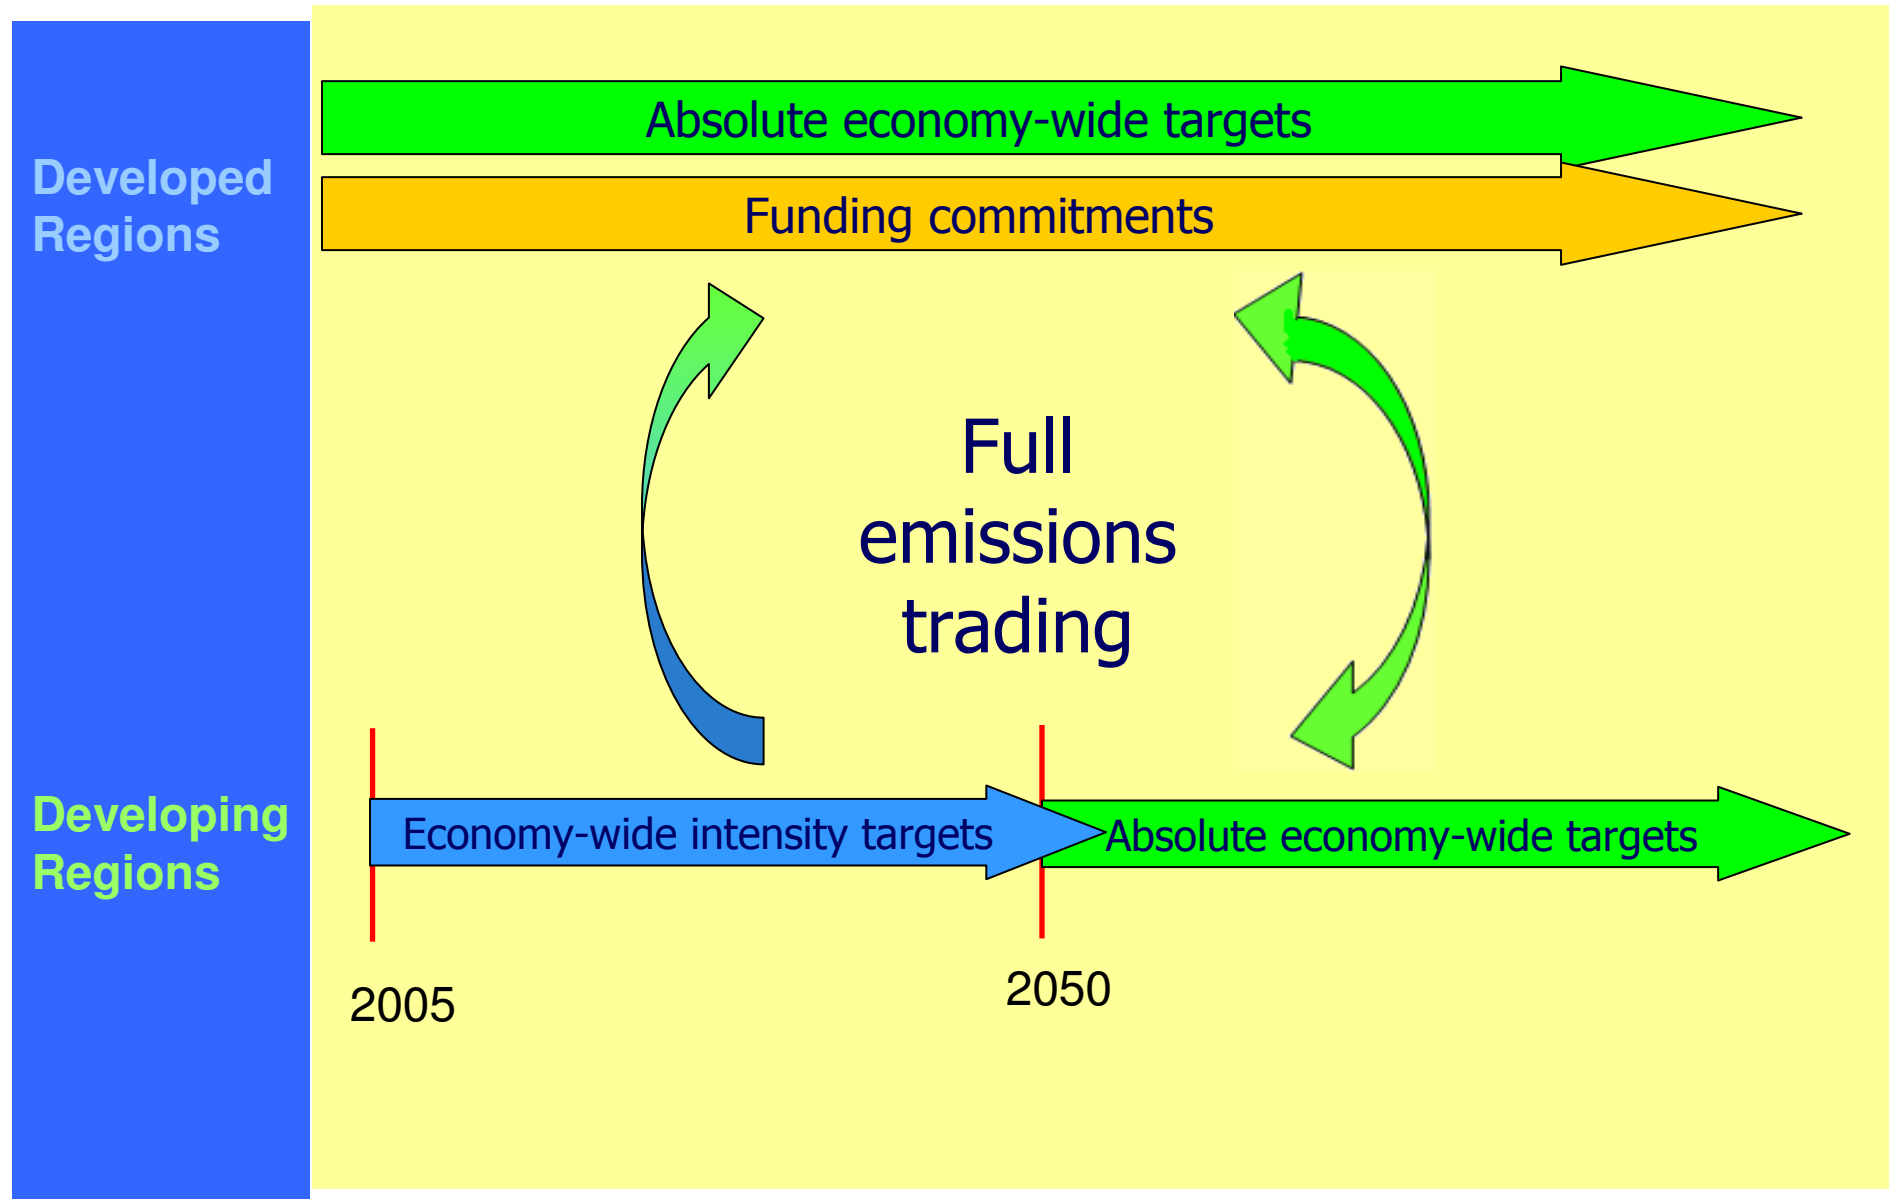 Absolute economy-wide targets
Developed
Regions
Funding commitments
Full
emissions
trading
Developing
Regions
Economy-wide intensity targets
Absolute economy-wide targets
2005
2050